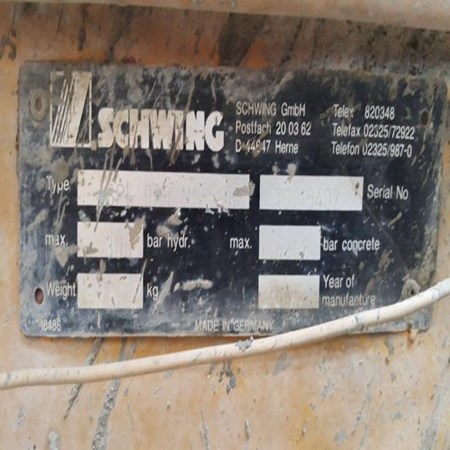 SCHWING
SCHWING GmbH
Postfach 20 03 62
D 44647 Herne
Telex 820348
Telefax 02325/72922
Telefon 02325/987-0
Type
Serial No
max. bar hydr. max. bar concrete
Weight kg
Year of
manufacture
MADE IN GERMANY